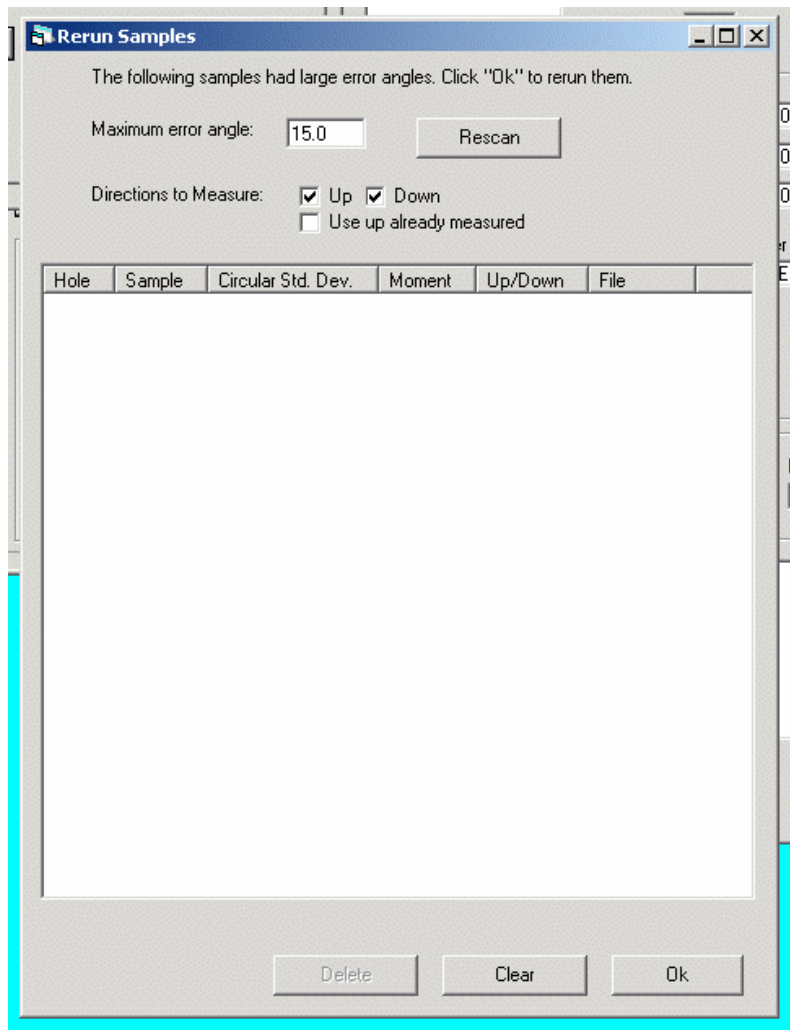 Rerun Samples
The following samples had large error angles. Click "Ok" to rerun them.
Maximum error angle: 15.0 Rescan
Directions to Measure: Up Down
Use up already measured
Hole Sample Circular Std. Dev. Moment Up/Down File
Delete Clear Ok